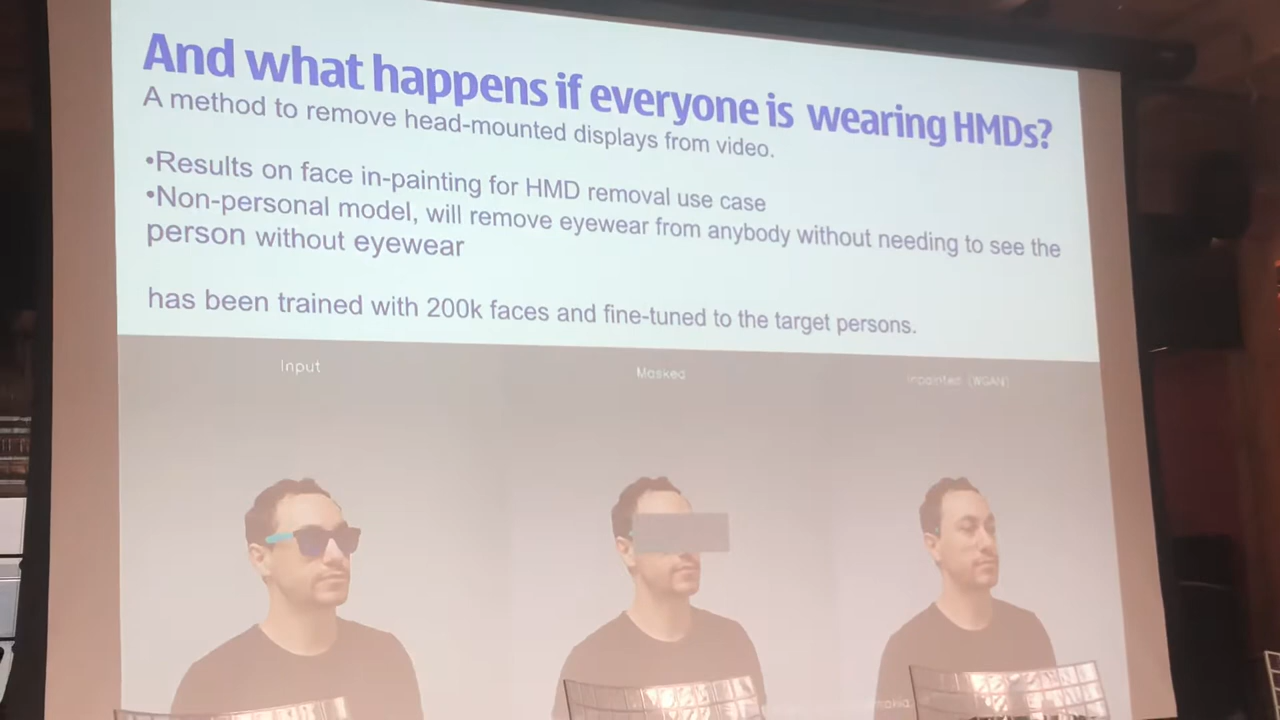 And what happens if everyone is wearing HMDs?
A method to remove head-mounted displays from video.
•Results on face in-painting for HMD removal use case
•Non-personal model, will remove eyewear from anybody without needing to see the
person without eyewear
has been trained with 200k faces and fine-tuned to the target persons.
Input
Masked
Inpainted (WGAN)